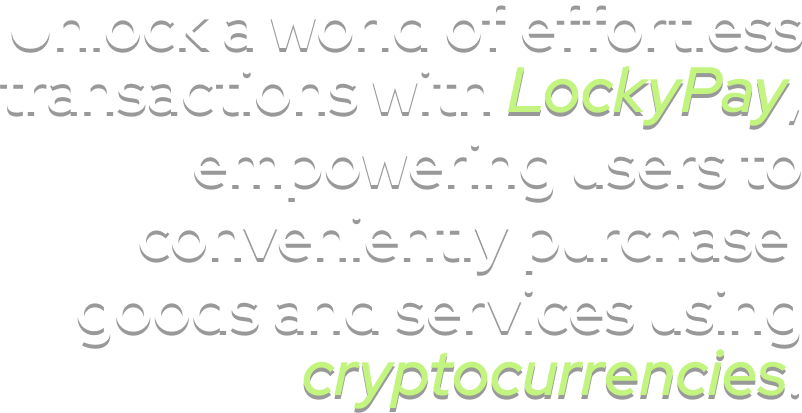 Unlock a world of effortless
transactions with LockyPay,
empowering users to
conveniently purchase
goods and services using
cryptocurrencies.